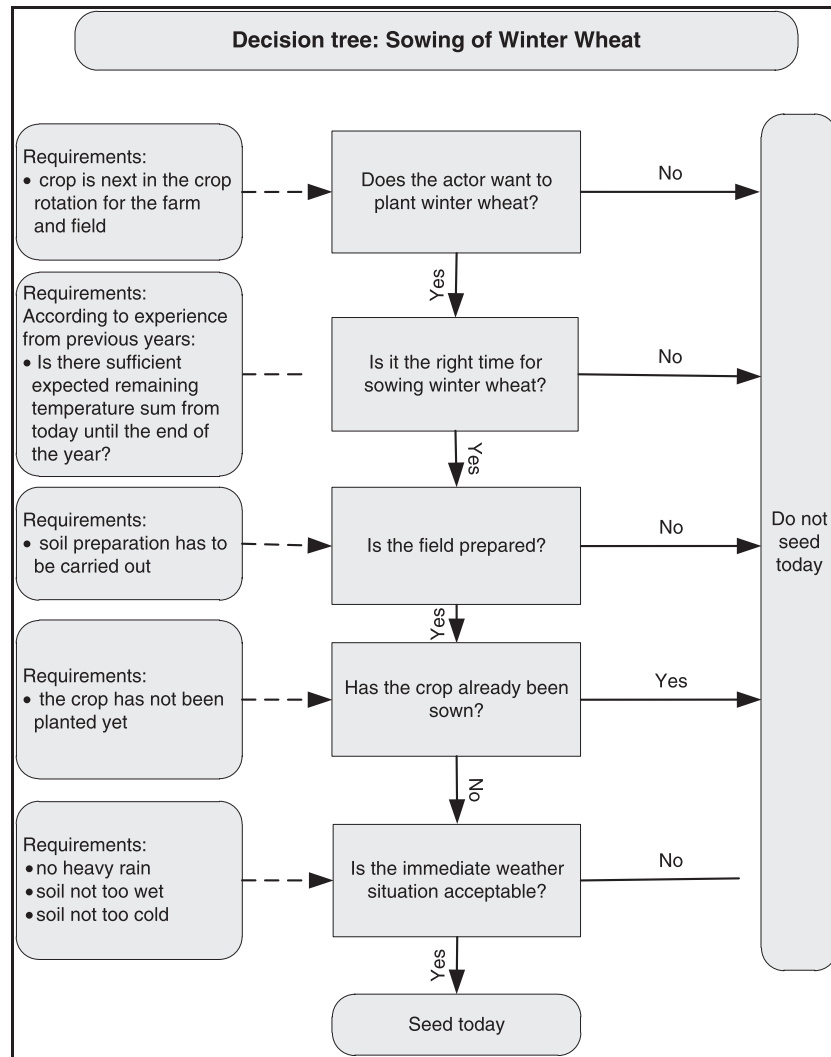 Decision tree: Sowing of Winter Wheat
Requirements:
• crop is next in the crop
rotation for the farm
and field
Does the actor want to
plant winter wheat?
No
Yes
Requirements:
According to experience
from previous years:
• Is there sufficient
expected remaining
temperature sum from
today until the end of
the year?
Is it the right time for
sowing winter wheat?
No
Yes
Requirements:
• soil preparation has to
be carried out
Is the field prepared?
No
Yes
Requirements:
• the crop has not been
planted yet
Has the crop already been
sown?
Yes
No
Requirements:
• no heavy rain
• soil not too wet
• soil not too cold
Is the immediate weather
situation acceptable?
No
Yes
Do not
seed
today
Seed today